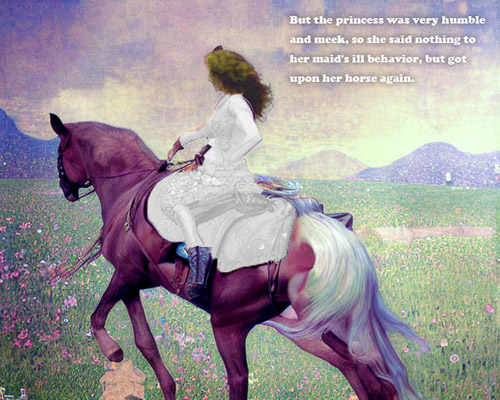 But the princess was very humble
and meek, so she said nothing to
her maid's ill behavior, but got
upon her horse again.